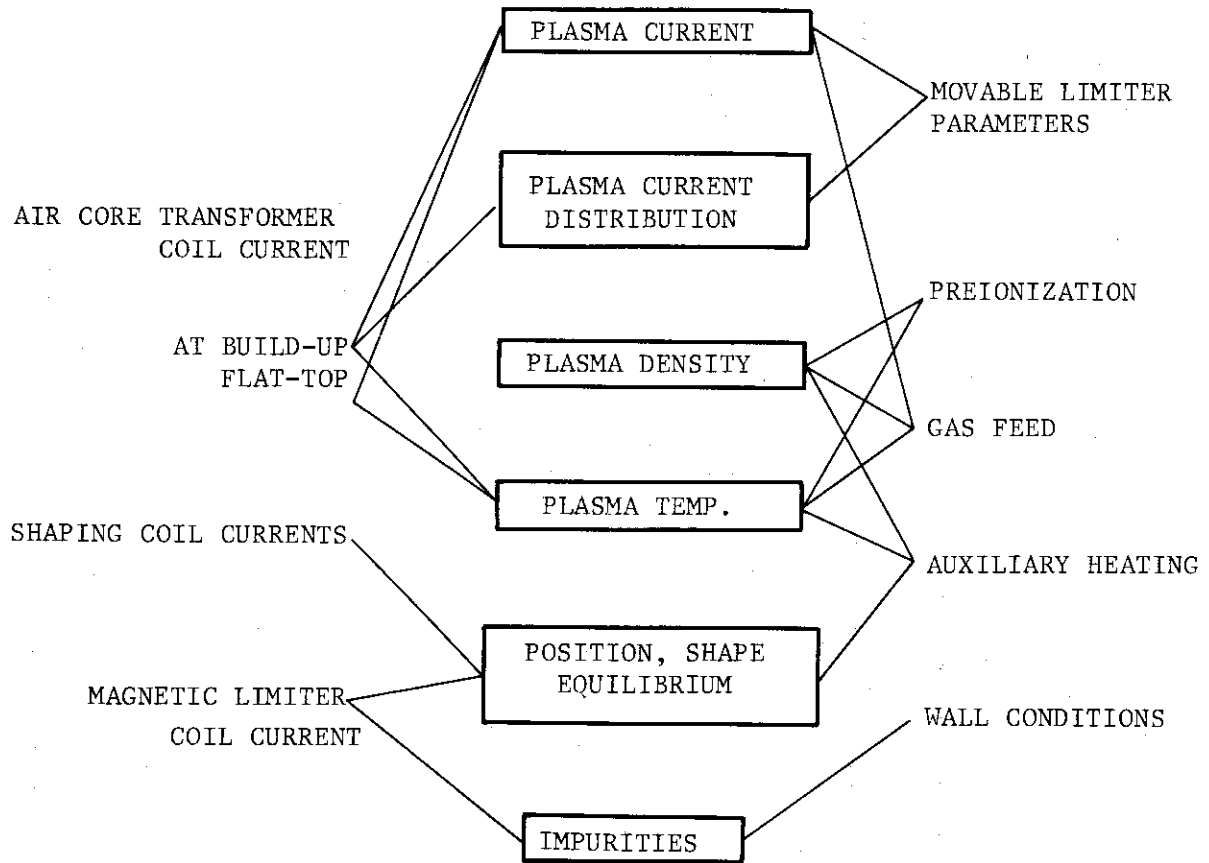 PLASMA CURRENT
MOVABLE LIMITER
PARAMETERS
PLASMA CURRENT
DISTRIBUTION
AIR CORE TRANSFORMER
COIL CURRENT
PREIONIZATION
AT BUILD-UP
FLAT-TOP
PLASMA DENSITY
GAS FEED
PLASMA TEMP.
SHAPING COIL CURRENTS
AUXILIARY HEATING
POSITION, SHAPE
EQUILIBRIUM
MAGNETIC LIMITER
COIL CURRENT
WALL CONDITIONS
IMPURITIES